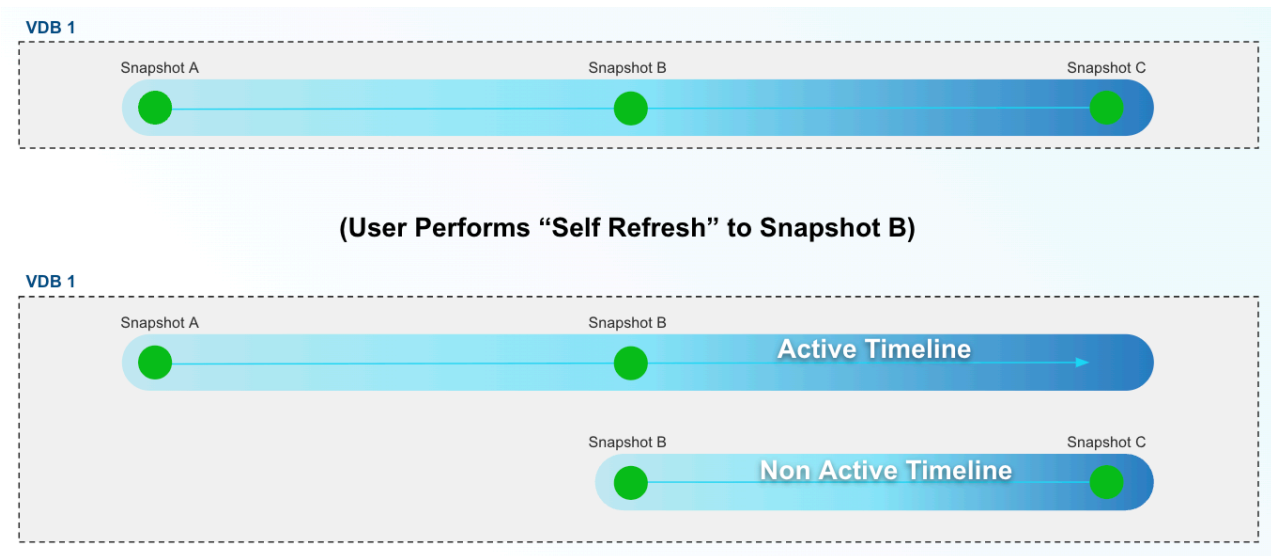 VDB 1
Snapshot A
Snapshot B
Snapshot C
(User Performs “Self Refresh” to Snapshot B)
VDB 1
Snapshot A
Snapshot B
Active Timeline
Snapshot B
Snapshot C
Non Active Timeline